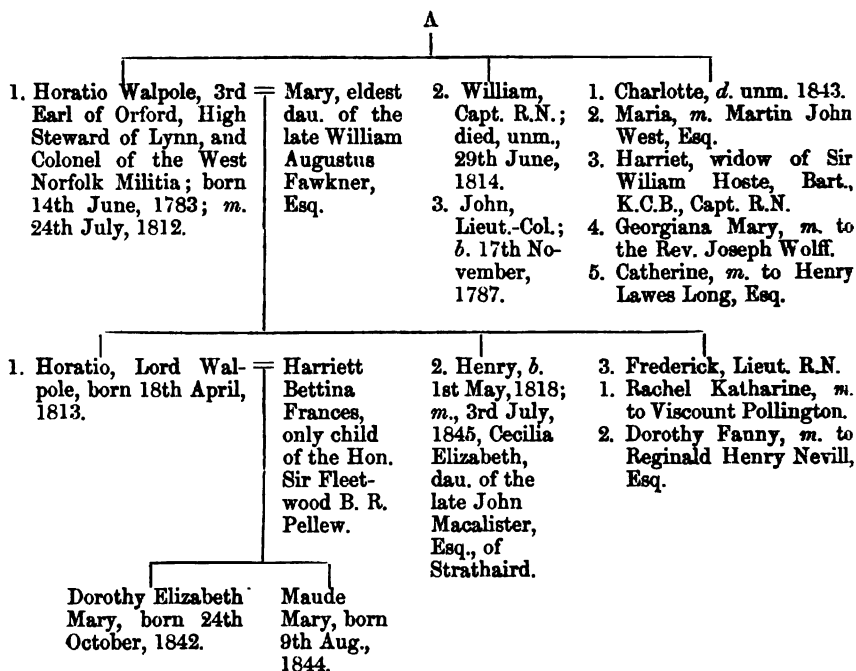 A
1. Horatio Walpole, 3rd
Earl of Orford, High
Steward of Lynn, and
Colonel of the West
Norfolk Militia; born
14th June, 1783; m.
24th July, 1812.
=
Mary, eldest
dau. of the
late William
Augustus
Fawkner,
Esq.
2. William,
Capt. R.N.;
died, unm.,
29th June,
1814.
3. John,
Lieut.-Col.;
b. 17th No-
vember,
1787.
1. Charlotte, d. unm. 1843.
2. Maria, m. Martin John
West, Esq.
3. Harriet, widow of Sir
Wiliam Hoste, Bart.,
K.C.B., Capt. R.N.
4. Georgiana Mary, m. to
the Rev. Joseph Wolff.
5. Catherine, m. to Henry
Lawes Long, Esq.
1. Horatio, Lord Wal-
pole, born 18th April,
1813.
=
Harriett
Bettina
Frances,
only child
of the Hon.
Sir Fleet-
wood B. R.
Pellew.
2. Henry, b.
1st May, 1818;
m., 3rd July,
1845, Cecilia
Elizabeth,
dau. of the
late John
Macalister,
Esq., of
Strathaird.
3. Frederick, Lieut. R.N.
1. Rachel Katharine, m.
to Viscount Pollington.
2. Dorothy Fanny, m. to
Reginald Henry Nevill,
Esq.
Dorothy Elizabeth
Mary, born 24th
October, 1842.
Maude
Mary, born
9th Aug.,
1844.